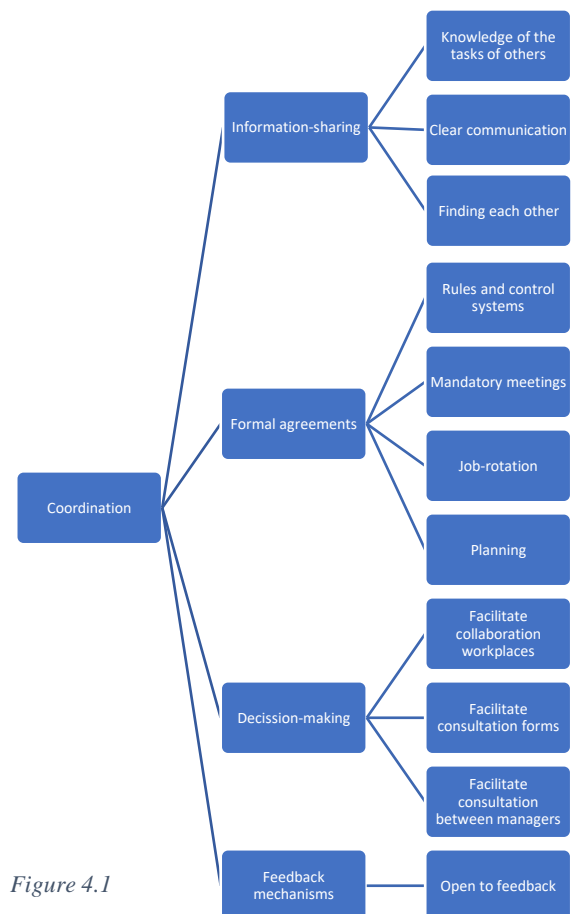 Knowledge of the
tasks of others
Information-sharing
Clear communication
Finding each other
Rules and control
systems
Mandatory meetings
Formal agreements
Job-rotation
Coordination
Planning
Facilitate
collaboration
workplaces
Decission-making
Facilitate
consultation forms
Facilitate
consultation
between managers
Feedback
mechanisms
Open to feedback
Figure 4.1